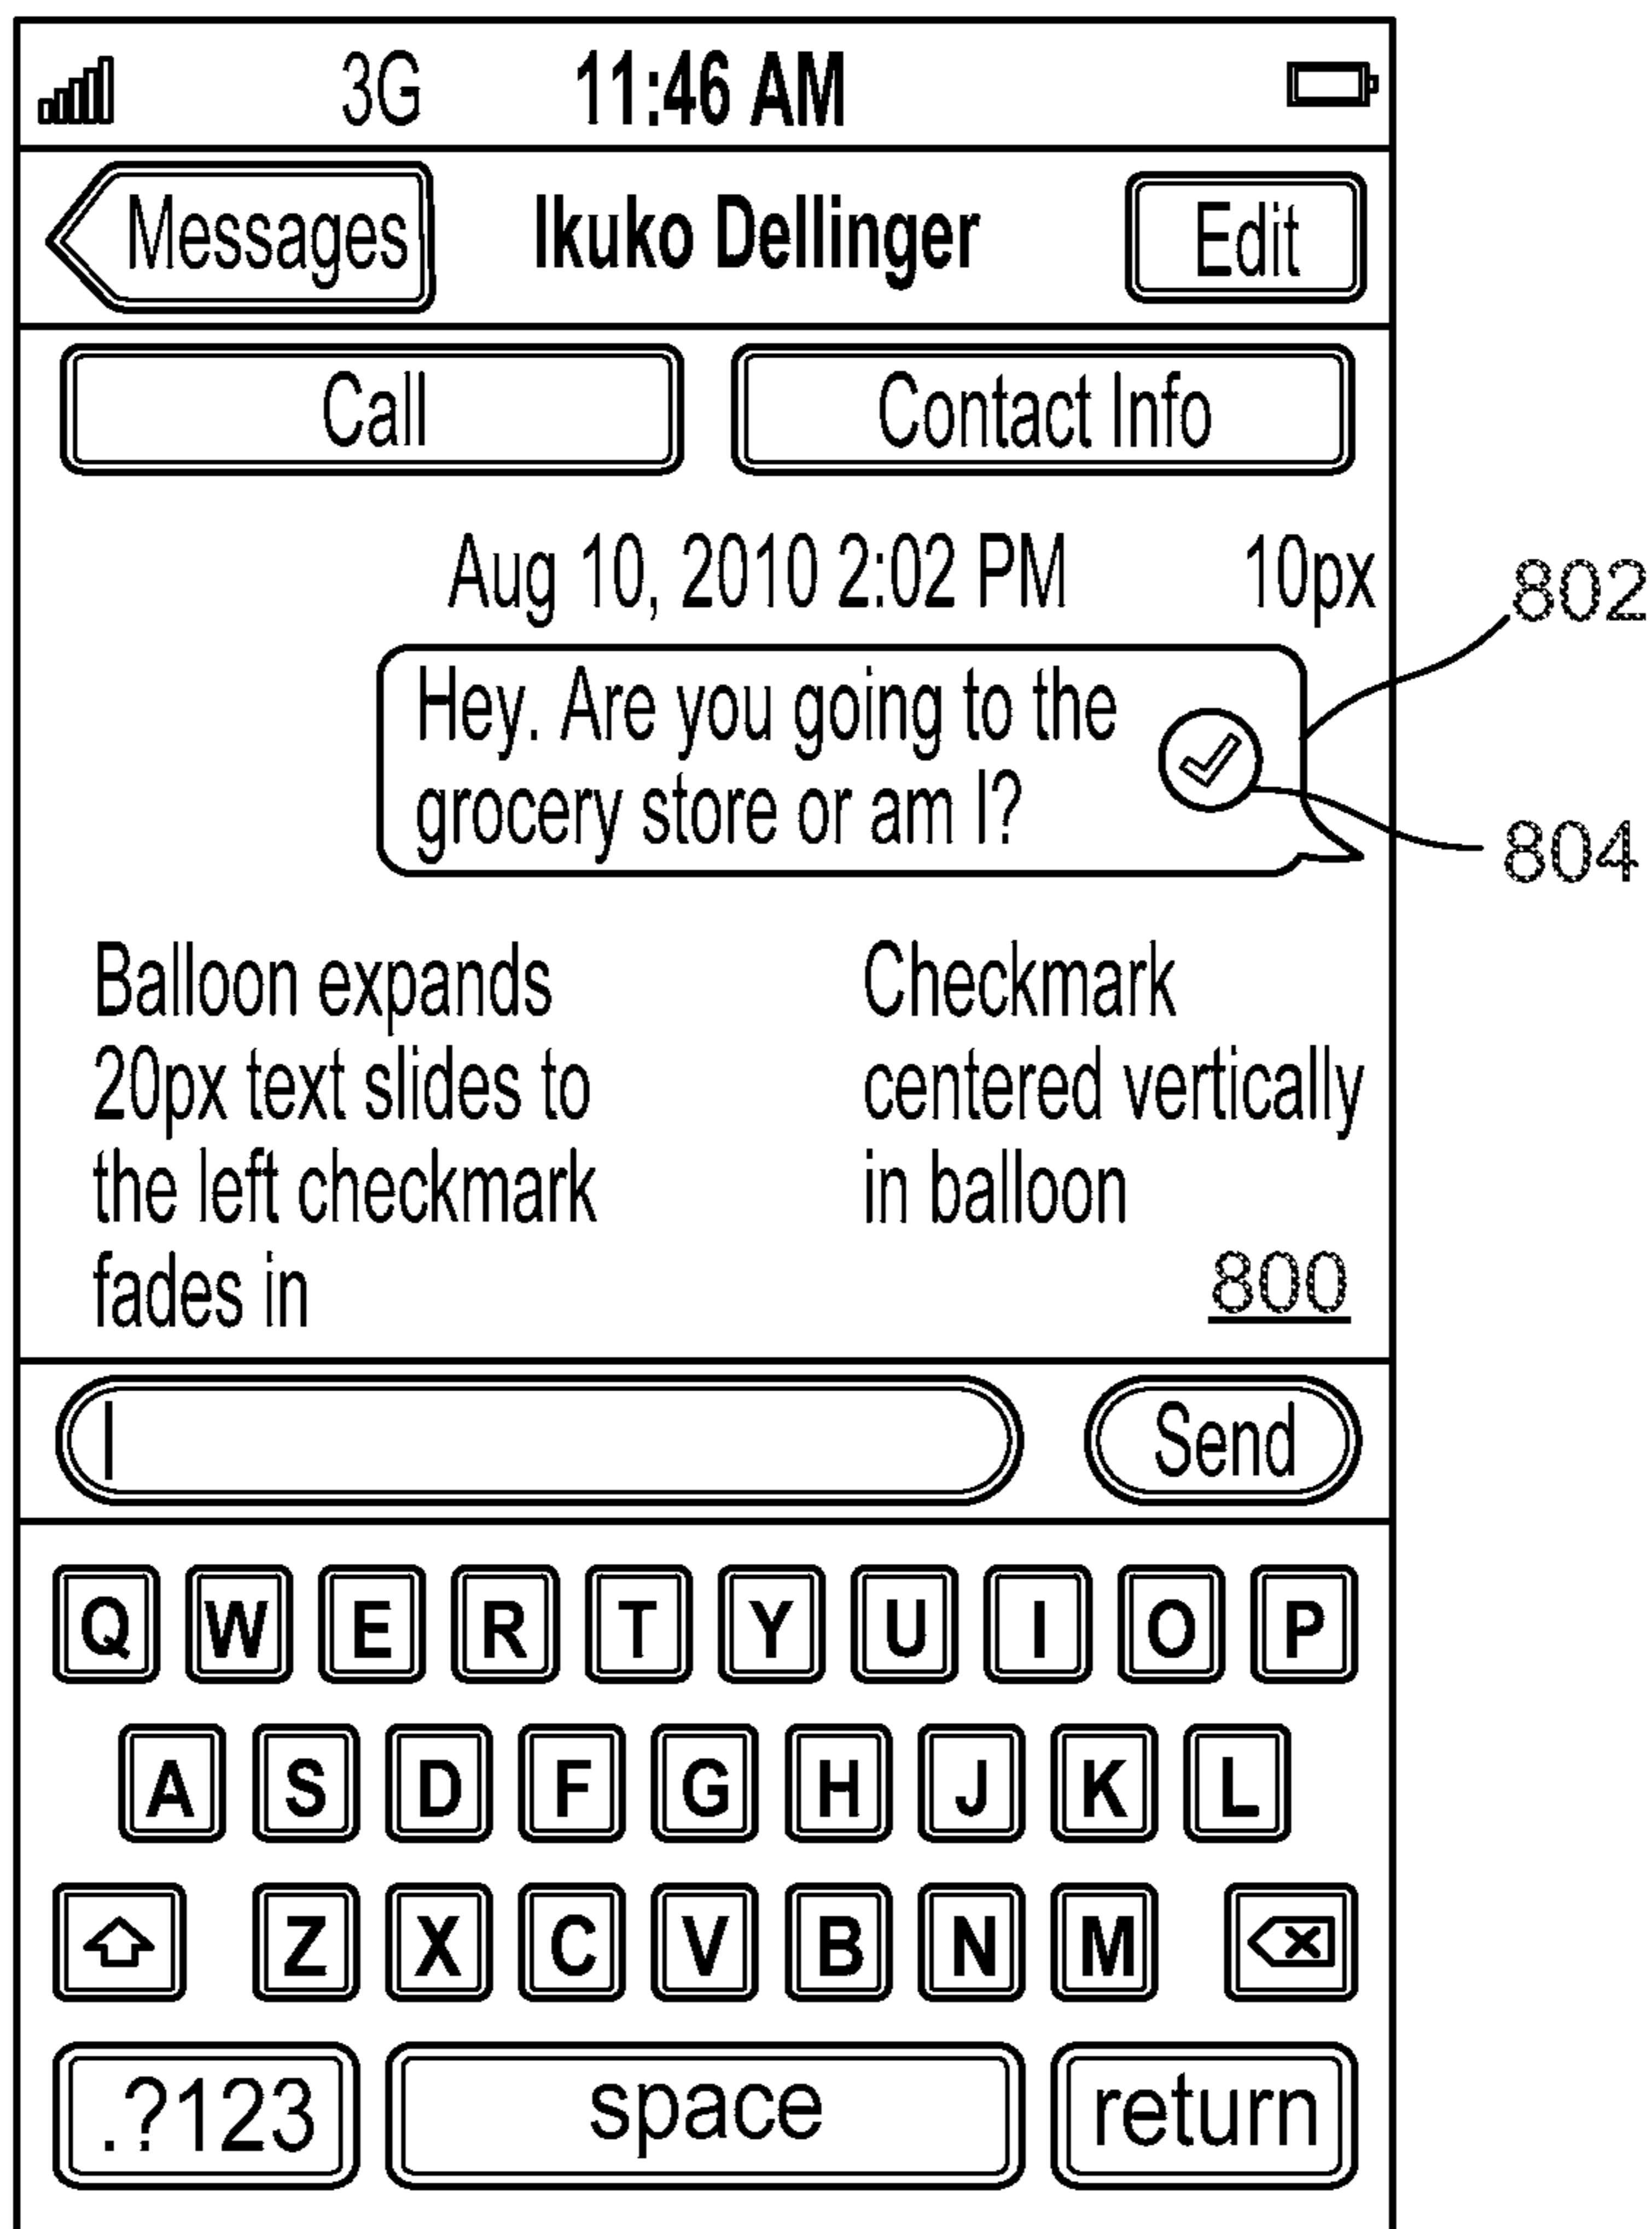 3G 11:46 AM
Messages Ikuko Dellinger Edit
Call Contact Info
Aug 10, 2010 2:02 PM 10px
802
Hey. Are you going to the
grocery store or am I?
804
Balloon expands
20px text slides to
the left checkmark
fades in
Checkmark
centered vertically
in balloon
800
Send
Q W E R T Y U I O P
A S D F G H J K L
Z X C V B N M
.?123 space return